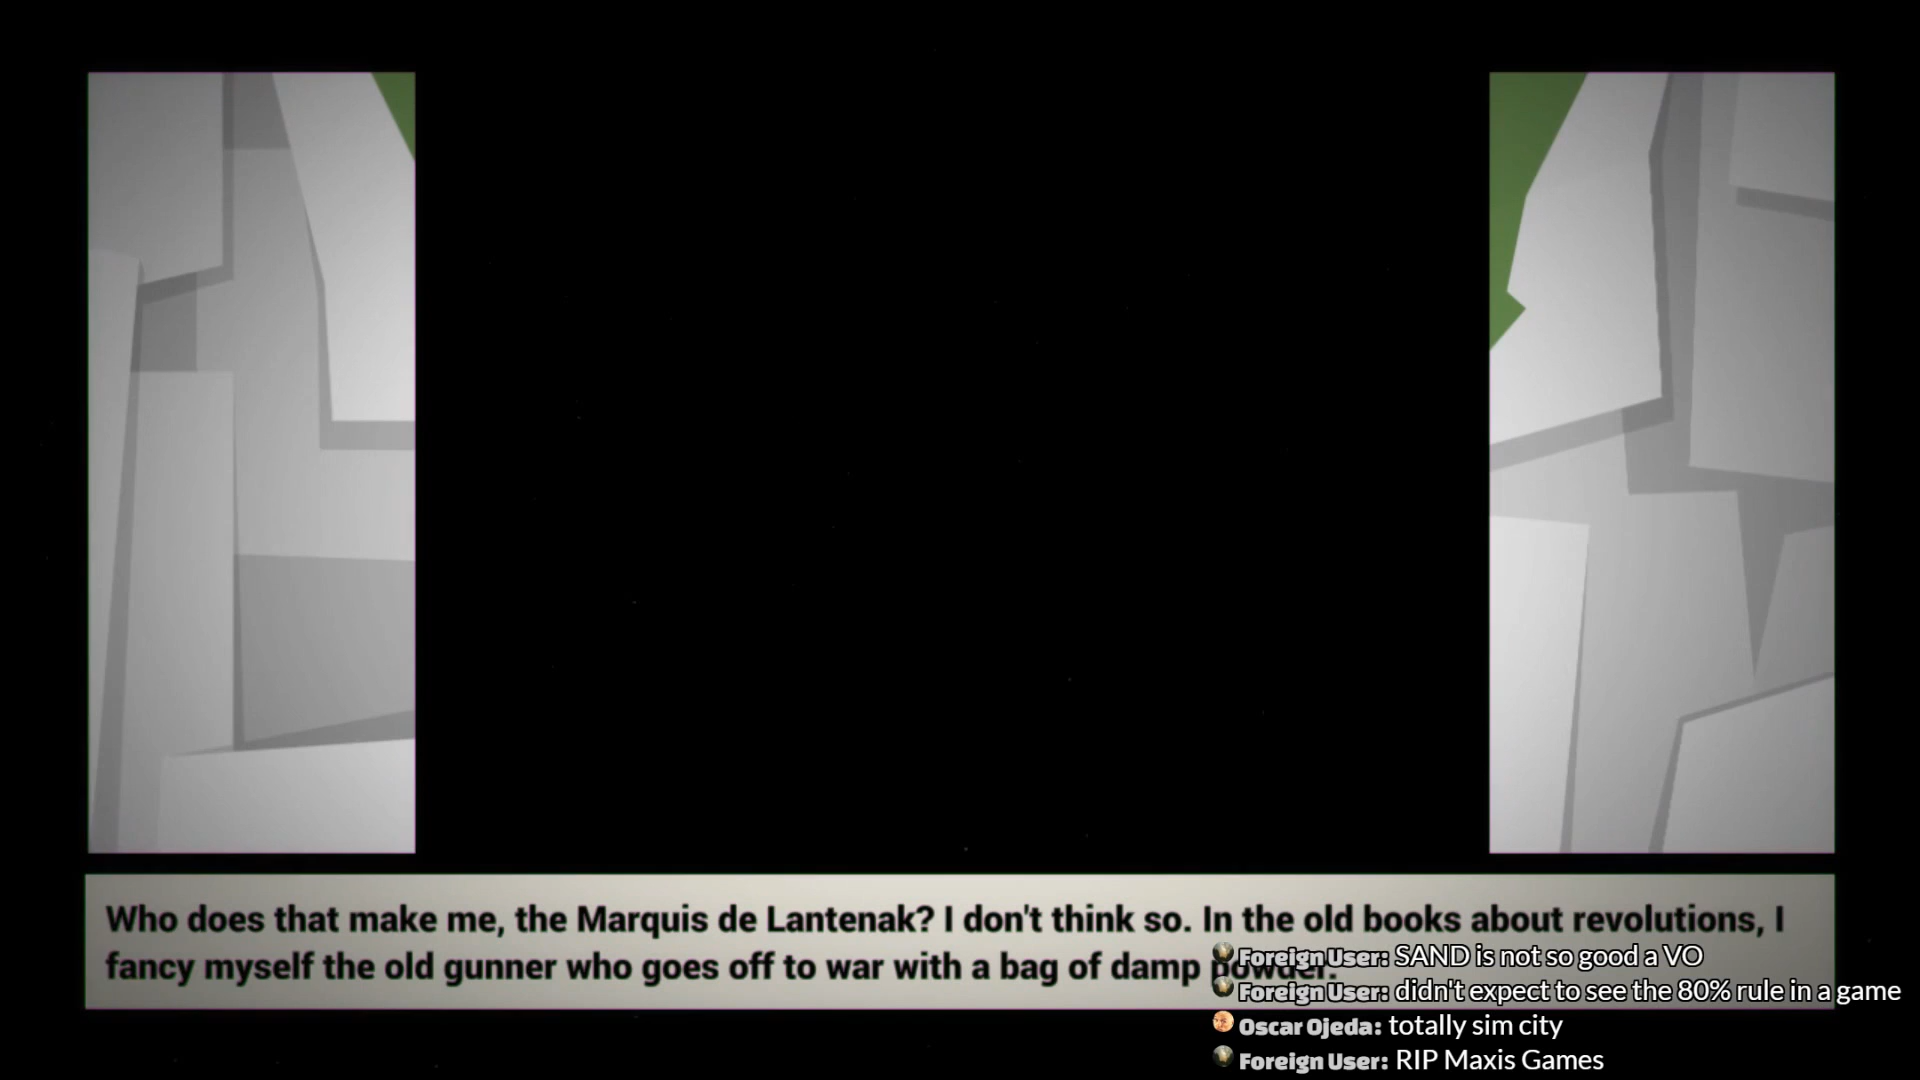 Who does that make me, the Marquis de Lantenak? I don't think so. In the old books about revolutions, I
fancy myself the old gunner who goes off to war with a bag of damp powder.
Foreign User: SAND is not so good a VO
Foreign User: didn't expect to see the 80% rule in a game
Oscar Ojeda: totally sim city
Foreign User: RIP Maxis Games